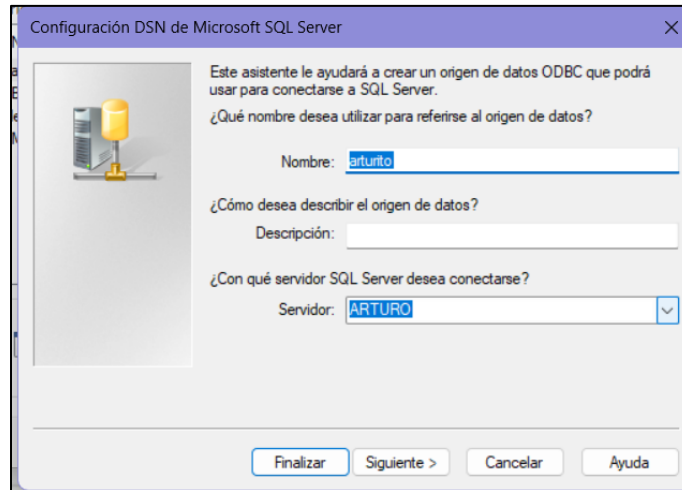 Configuración DSN de Microsoft SQL Server
Este asistente le ayudará a crear un origen de datos ODBC que podrá
usar para conectarse a SQL Server.
¿Qué nombre desea utilizar para referirse al origen de datos?
Nombre: arturito
¿Cómo desea describir el origen de datos?
Descripción:
¿Con qué servidor SQL Server desea conectarse?
Servidor: ARTURO
Finalizar Siguiente > Cancelar Ayuda